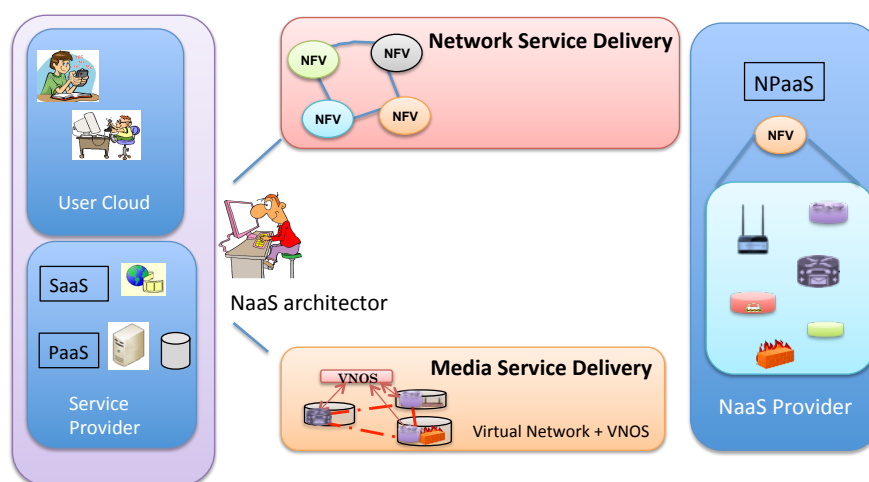 User Cloud
SaaS
PaaS
Service
Provider
Network Service Delivery
NFV
NFV
NFV
NFV
NaaS architector
Media Service Delivery
VNOS
Virtual Network + VNOS
NPaaS
NFV
NaaS Provider